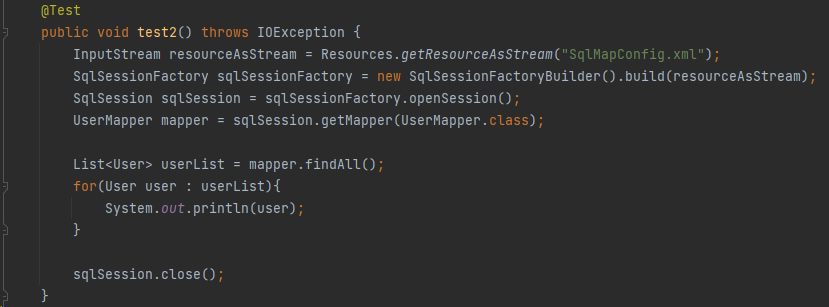 @Test
public void test2() throws IOException {
InputStream resourceAsStream = Resources.getResourceAsStream("SqlMapConfig.xml");
SqlSessionFactory sqlSessionFactory = new SqlSessionFactoryBuilder().build(resourceAsStream);
SqlSession sqlSession = sqlSessionFactory.openSession();
UserMapper mapper = sqlSession.getMapper(UserMapper.class);
List<User> userList = mapper.findAll();
for(User user : userList){
System.out.println(user);
}
sqlSession.close();
}